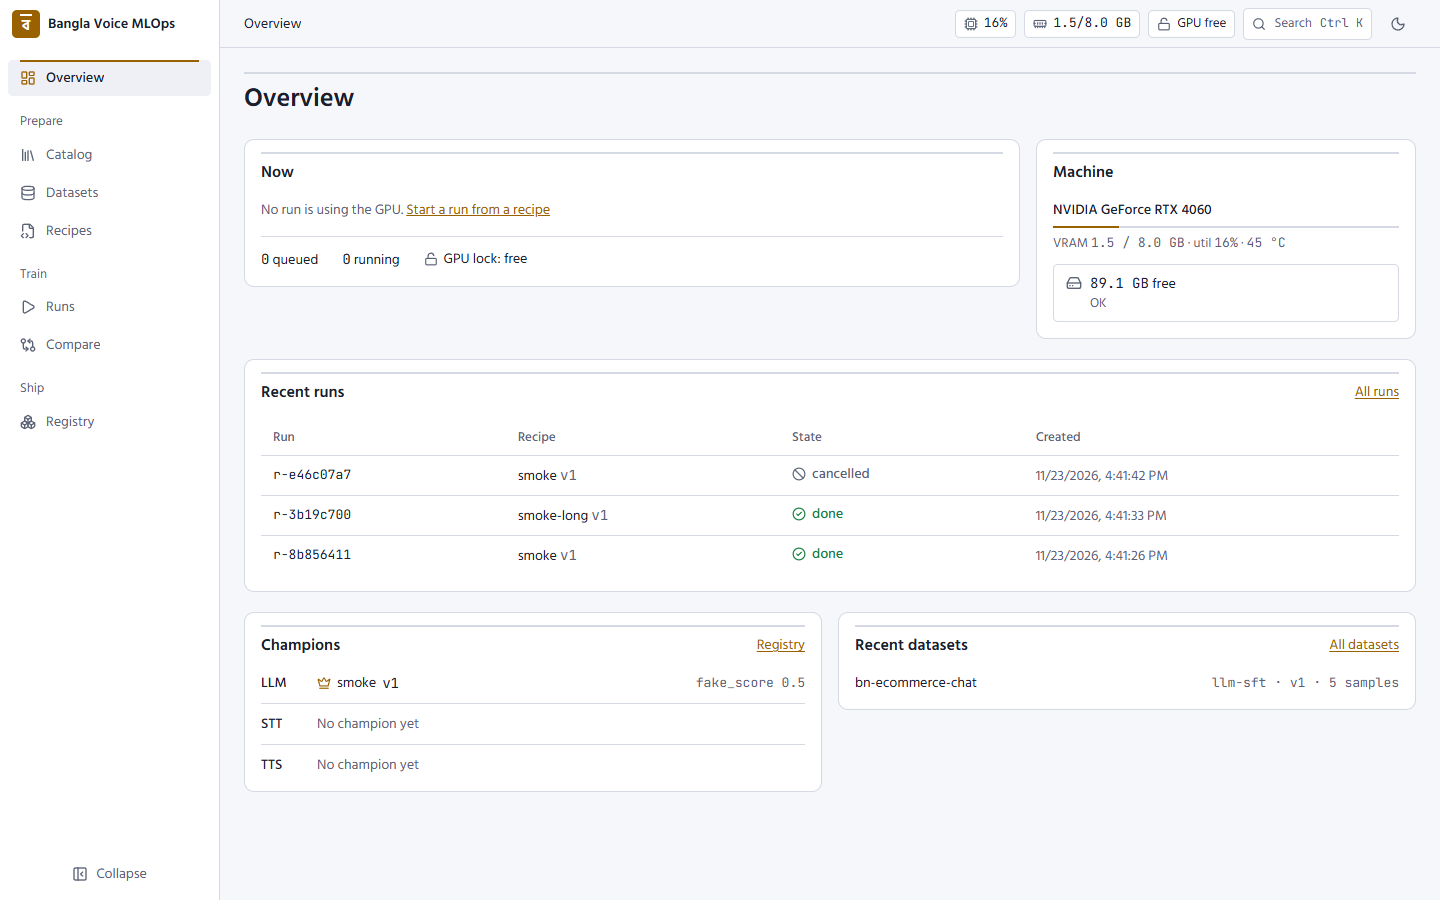 ব Bangla Voice MLOps
Overview
16%
1.5/8.0 GB
GPU free
Search Ctrl K
Overview
Prepare
Catalog
Datasets
Recipes
Train
Runs
Compare
Ship
Registry
Collapse
Overview
Now
No run is using the GPU. Start a run from a recipe
0 queued 0 running GPU lock: free
Machine
NVIDIA GeForce RTX 4060
VRAM 1.5 / 8.0 GB · util 16% · 45 °C
89.1 GB free
OK
Recent runs All runs
Run Recipe State Created
r-e46c07a7 smoke v1 cancelled 11/23/2026, 4:41:42 PM
r-3b19c700 smoke-long v1 done 11/23/2026, 4:41:33 PM
r-8b856411 smoke v1 done 11/23/2026, 4:41:26 PM
Champions Registry
LLM smoke v1 fake_score 0.5
STT No champion yet
TTS No champion yet
Recent datasets All datasets
bn-ecommerce-chat llm-sft · v1 · 5 samples